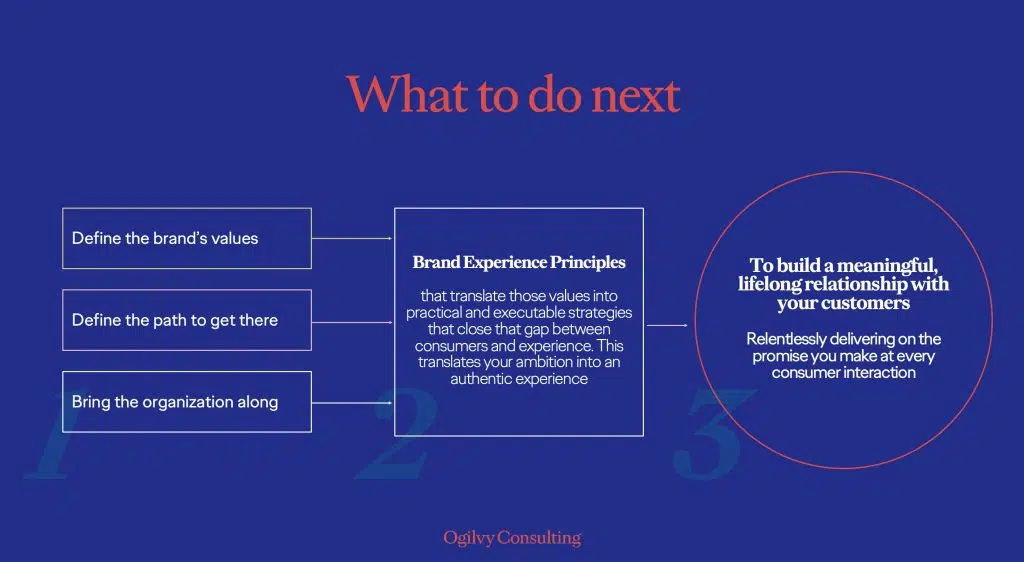 What to do next
Define the brand’s values
Define the path to get there
Bring the organization along
1
Brand Experience Principles
that translate those values into
practical and executable strategies
that close that gap between
consumers and experience. This
translates your ambition into an
authentic experience
2
To build a meaningful,
lifelong relationship with
your customers
Relentlessly delivering on the
promise you make at every
consumer interaction
3
Ogilvy Consulting